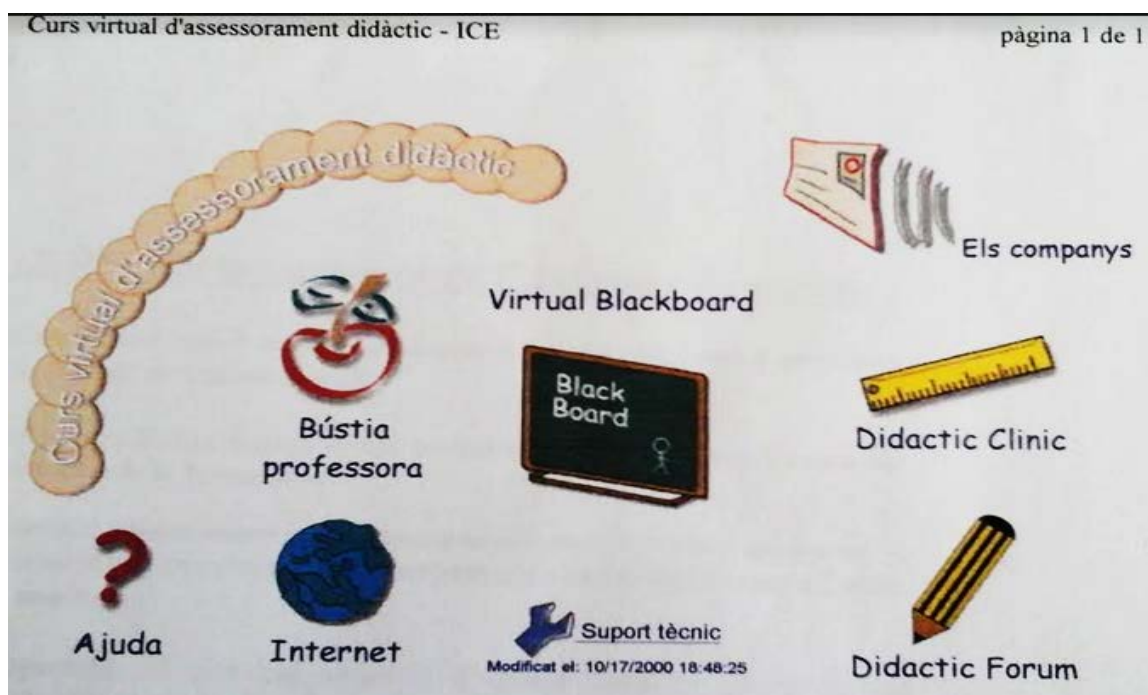 Curs virtual d'assessorament didàctic - ICE
pàgina 1 de 1
Curs virtual d'assessorament didàctic
Els companys
Virtual Blackboard
Black
Board
Bústia
professora
Didactic Clinic
Ajuda
Internet
Suport tècnic
Modificat el: 10/17/2000 18:48:25
Didactic Forum